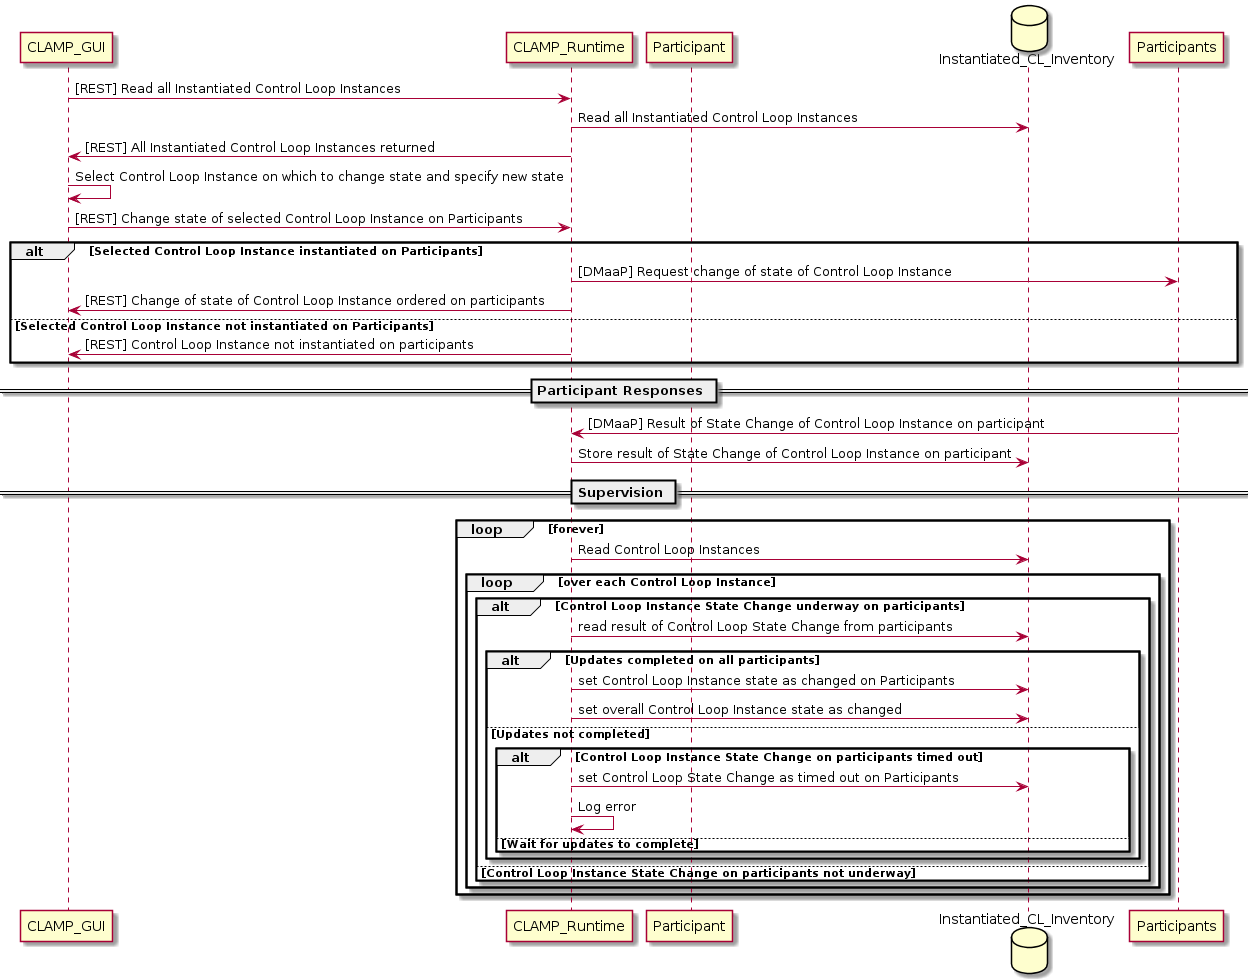 CLAMP_GUI
CLAMP_Runtime
Participant
Instantiated_CL_Inventory
Participants
[REST] Read all Instantiated Control Loop Instances
Read all Instantiated Control Loop Instances
[REST] All Instantiated Control Loop Instances returned
Select Control Loop Instance on which to change state and specify new state
[REST] Change state of selected Control Loop Instance on Participants
alt [Selected Control Loop Instance instantiated on Participants]
[DMaaP] Request change of state of Control Loop Instance
[REST] Change of state of Control Loop Instance ordered on participants
[Selected Control Loop Instance not instantiated on Participants]
[REST] Control Loop Instance not instantiated on participants
Participant Responses
[DMaaP] Result of State Change of Control Loop Instance on participant
Store result of State Change of Control Loop Instance on participant
Supervision
loop [forever]
Read Control Loop Instances
loop [over each Control Loop Instance]
alt [Control Loop Instance State Change underway on participants]
read result of Control Loop State Change from participants
alt [Updates completed on all participants]
set Control Loop Instance state as changed on Participants
set overall Control Loop Instance state as changed
[Updates not completed]
alt [Control Loop Instance State Change on participants timed out]
set Control Loop State Change as timed out on Participants
Log error
[Wait for updates to complete]
[Control Loop Instance State Change on participants not underway]
CLAMP_GUI
CLAMP_Runtime
Participant
Instantiated_CL_Inventory
Participants